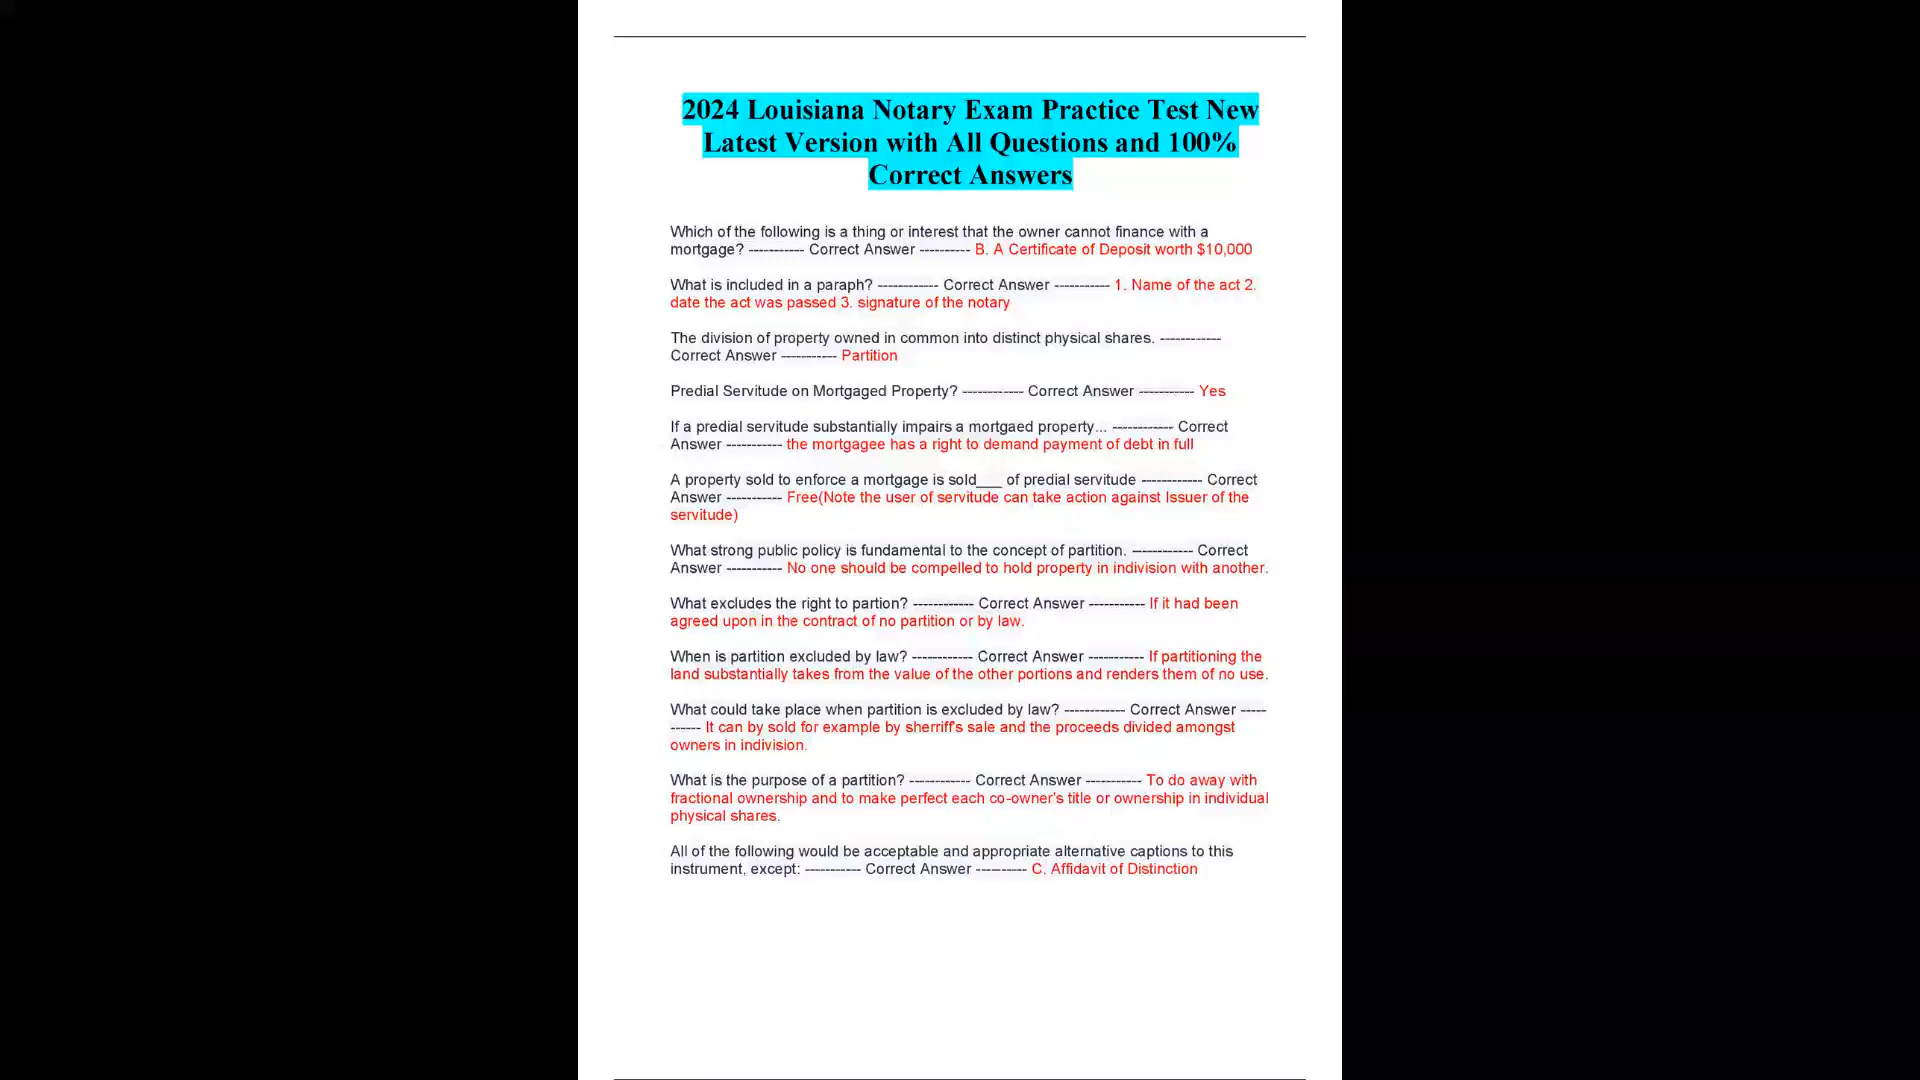 2024 Louisiana Notary Exam Practice Test New
Latest Version with All Questions and 100%
Correct Answers
Which of the following is a thing or interest that the owner cannot finance with a
mortgage? ----------- Correct Answer ---------- B. A Certificate of Deposit worth $10,000
What is included in a paraph? ------------ Correct Answer ----------- 1. Name of the act 2.
date the act was passed 3. signature of the notary
The division of property owned in common into distinct physical shares. ------------
Correct Answer ----------- Partition
Predial Servitude on Mortgaged Property? ------------ Correct Answer ----------- Yes
If a predial servitude substantially impairs a mortgaed property... ------------ Correct
Answer ----------- the mortgagee has a right to demand payment of debt in full
A property sold to enforce a mortgage is sold___ of predial servitude ------------ Correct
Answer ----------- Free(Note the user of servitude can take action against Issuer of the
servitude)
What strong public policy is fundamental to the concept of partition. ------------ Correct
Answer ----------- No one should be compelled to hold property in indivision with another.
What excludes the right to partion? ------------ Correct Answer ----------- If it had been
agreed upon in the contract of no partition or by law.
When is partition excluded by law? ------------ Correct Answer ----------- If partitioning the
land substantially takes from the value of the other portions and renders them of no use.
What could take place when partition is excluded by law? ------------ Correct Answer -----
------ It can by sold for example by sherriff's sale and the proceeds divided amongst
owners in indivision.
What is the purpose of a partition? ------------ Correct Answer ----------- To do away with
fractional ownership and to make perfect each co-owner's title or ownership in individual
physical shares.
All of the following would be acceptable and appropriate alternative captions to this
instrument, except: ----------- Correct Answer ---------- C. Affidavit of Distinction